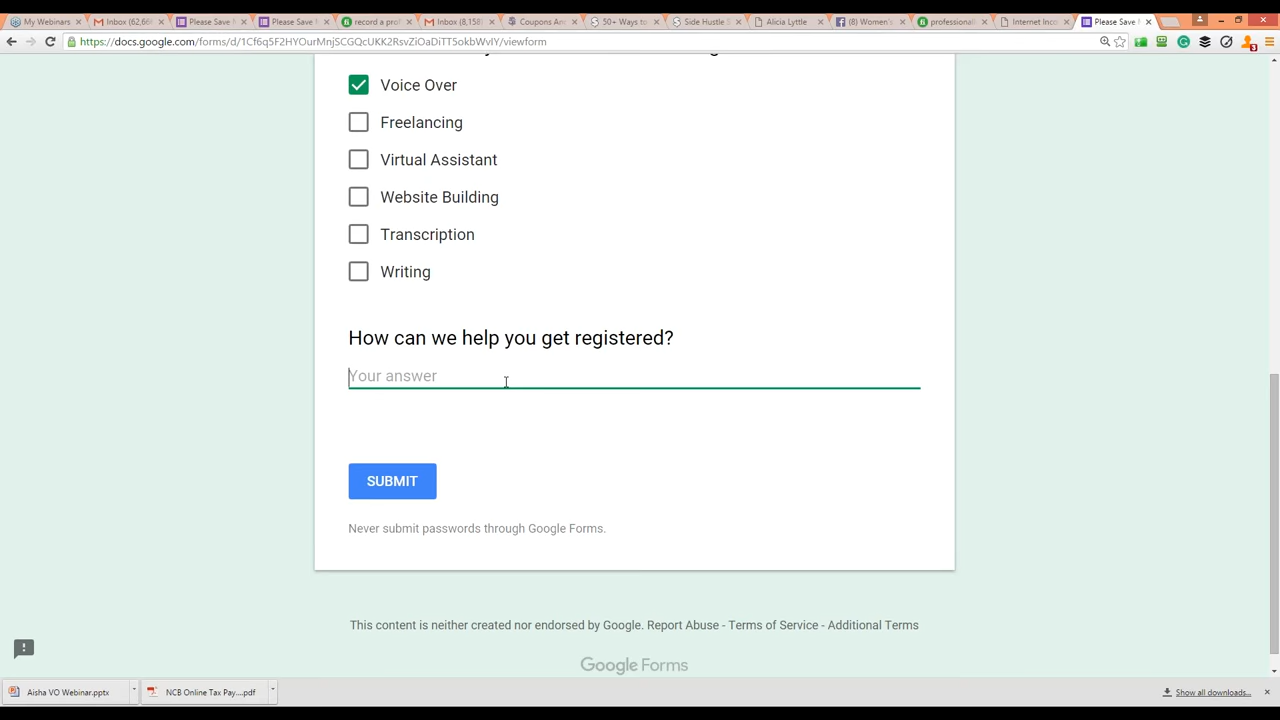 My Webinars
Inbox (62,66
Please Save
Please Save
record a pro
Inbox (8,158
Coupons Am
50+ Ways to
Side Hustle
Alicia Lyttle
(8) Women's
professional
Internet Inco
Please Save
https://docs.google.com/forms/d/1Cf6q5F2HYOurMnjSCGQcUKK2RsvZiOaDiTT5okbWvIY/viewform
Voice Over
Freelancing
Virtual Assistant
Website Building
Transcription
Writing
How can we help you get registered?
Your answer
SUBMIT
Never submit passwords through Google Forms.
This content is neither created nor endorsed by Google. Report Abuse - Terms of Service - Additional Terms
Google Forms
Aisha VO Webinar.pptx
NCB Online Tax Pay....pdf
Show all downloads...